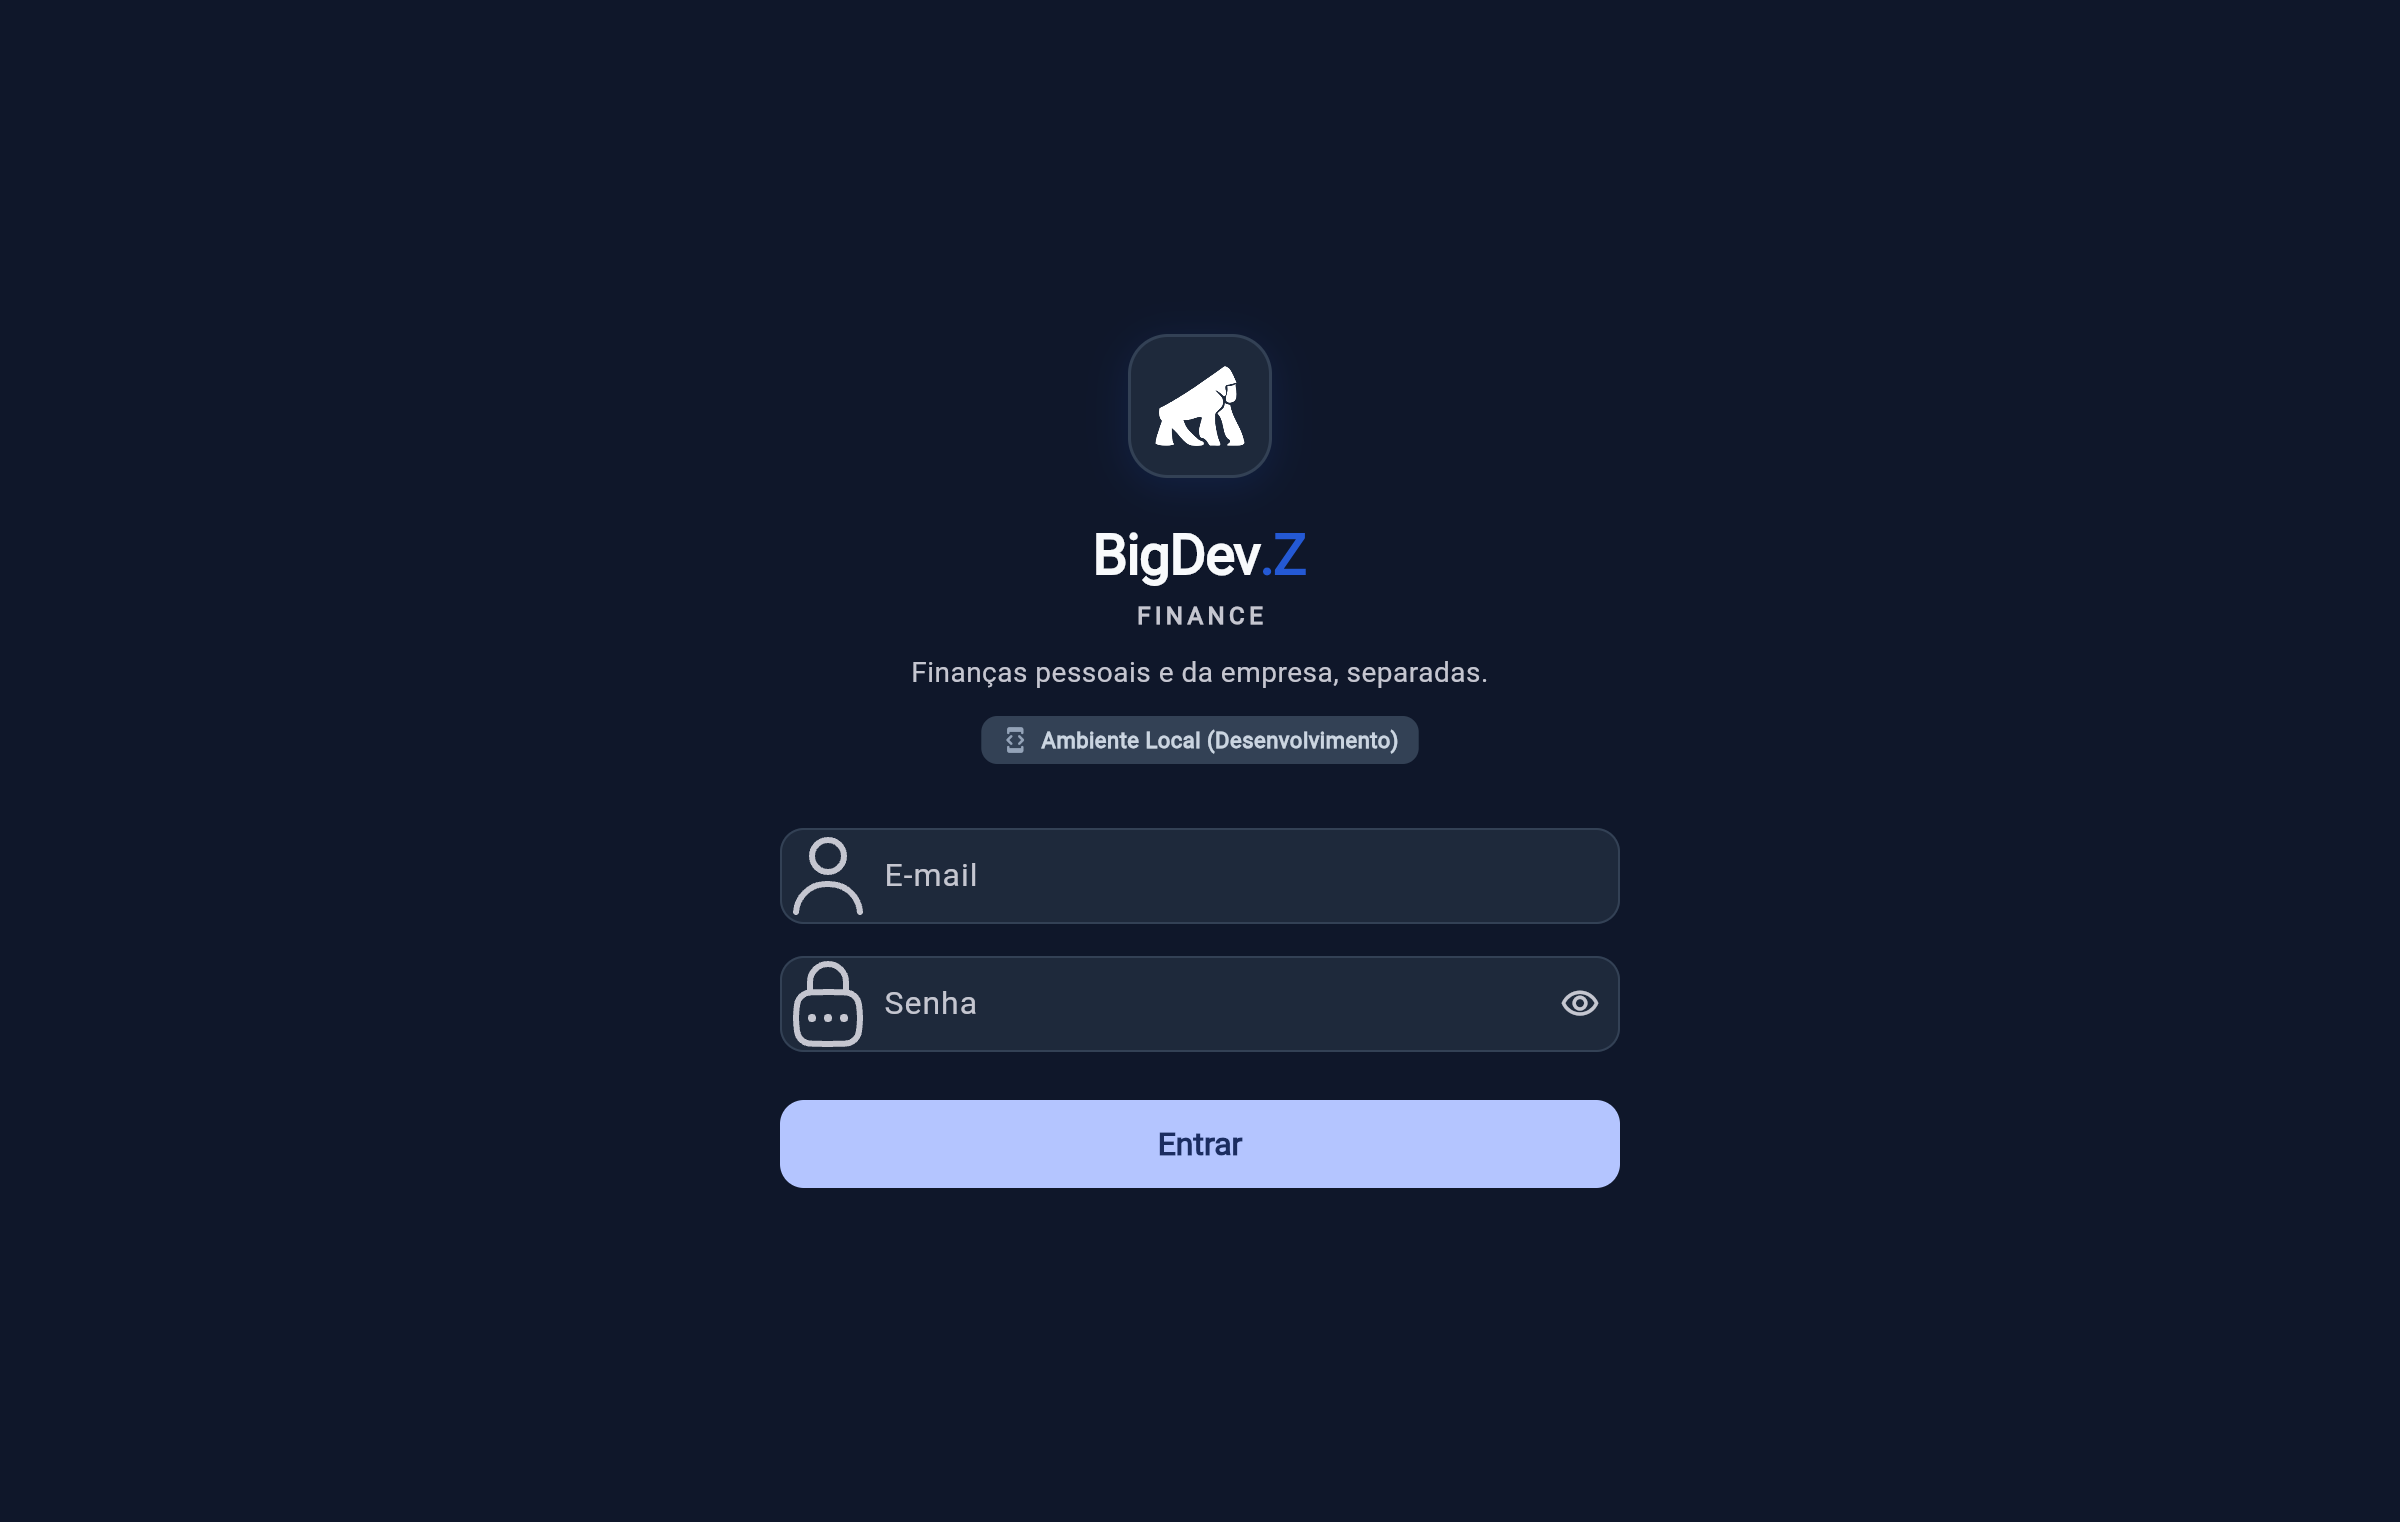 BigDev.Z
FINANCE
Finanças pessoais e da empresa, separadas.
Ambiente Local (Desenvolvimento)
E-mail
Senha
Entrar